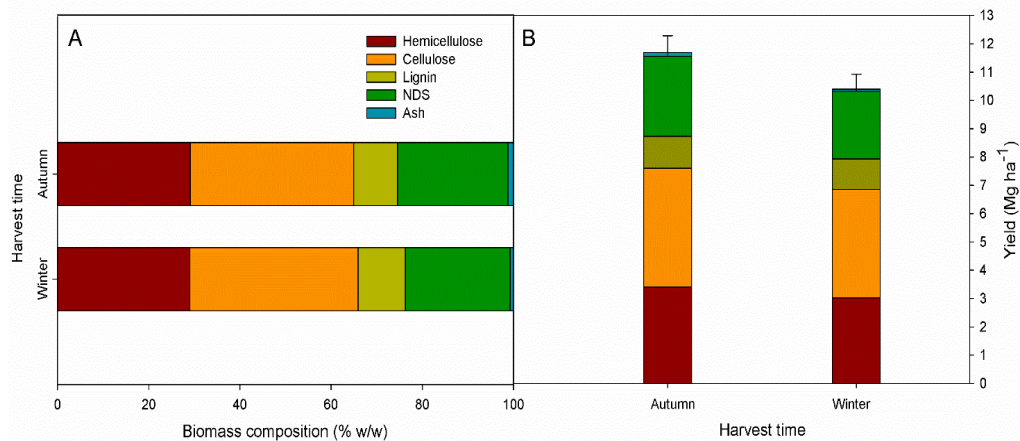 A
Hemicellulose
Cellulose
Lignin
NDS
Ash
Harvest time
Autumn
Winter
0 20 40 60 80 100
Biomass composition (% w/w)
B
13
12
11
10
9
8
7
6
5
4
3
2
1
0
Yield (Mg ha⁻¹)
Autumn Winter
Harvest time